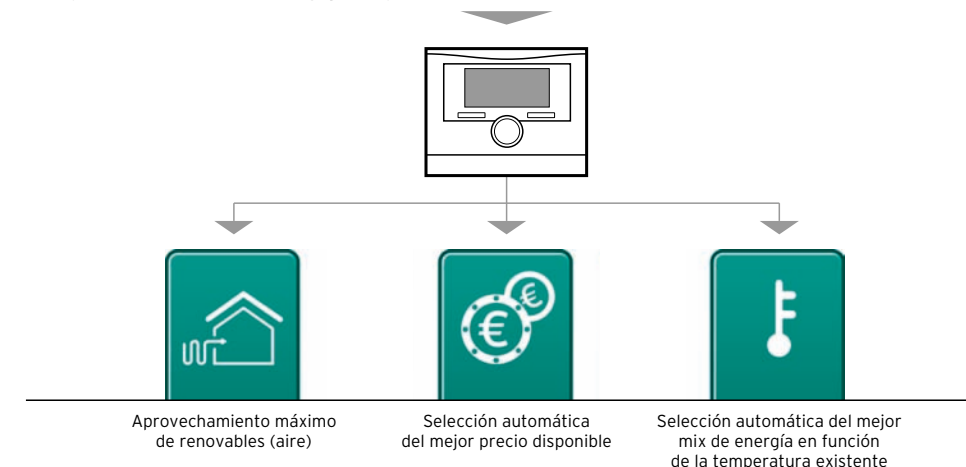 Aprovechamiento máximo
de renovables (aire)
Selección automática
del mejor precio disponible
Selección automática del mejor
mix de energía en función
de la temperatura existente